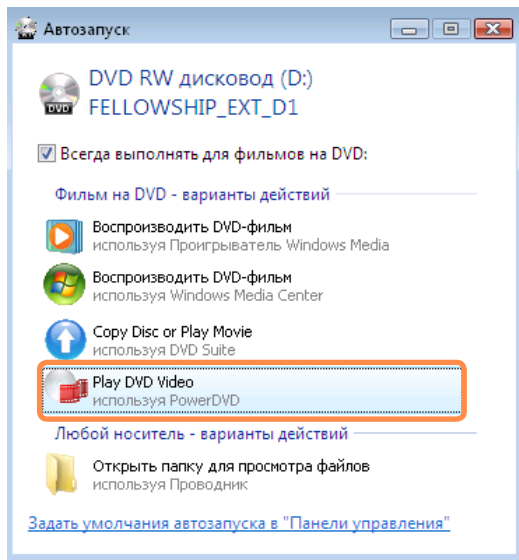 Автозапуск
DVD RW дисковод (D:)
FELLOWSHIP_EXT_D1
DVD
Всегда выполнять для фильмов на DVD:
Фильм на DVD - варианты действий
Воспроизводить DVD-фильм
используя Проигрыватель Windows Media
Воспроизводить DVD-фильм
используя Windows Media Center
Copy Disc or Play Movie
используя DVD Suite
Play DVD Video
используя PowerDVD
Любой носитель - варианты действий
Открыть папку для просмотра файлов
используя Проводник
Задать умолчания автозапуска в "Панели управления"